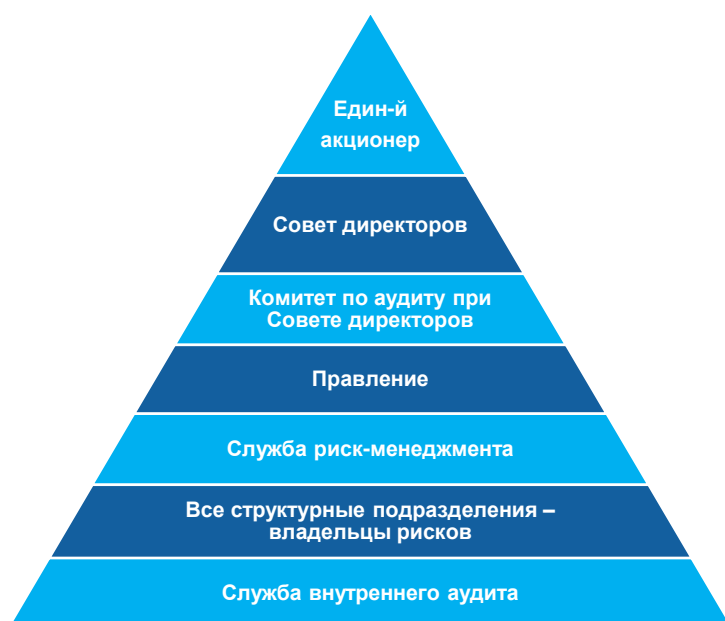 Един-й
акционер
Совет директоров
Комитет по аудиту при
Совете директоров
Правление
Служба риск-менеджмента
Все структурные подразделения –
владельцы рисков
Служба внутреннего аудита